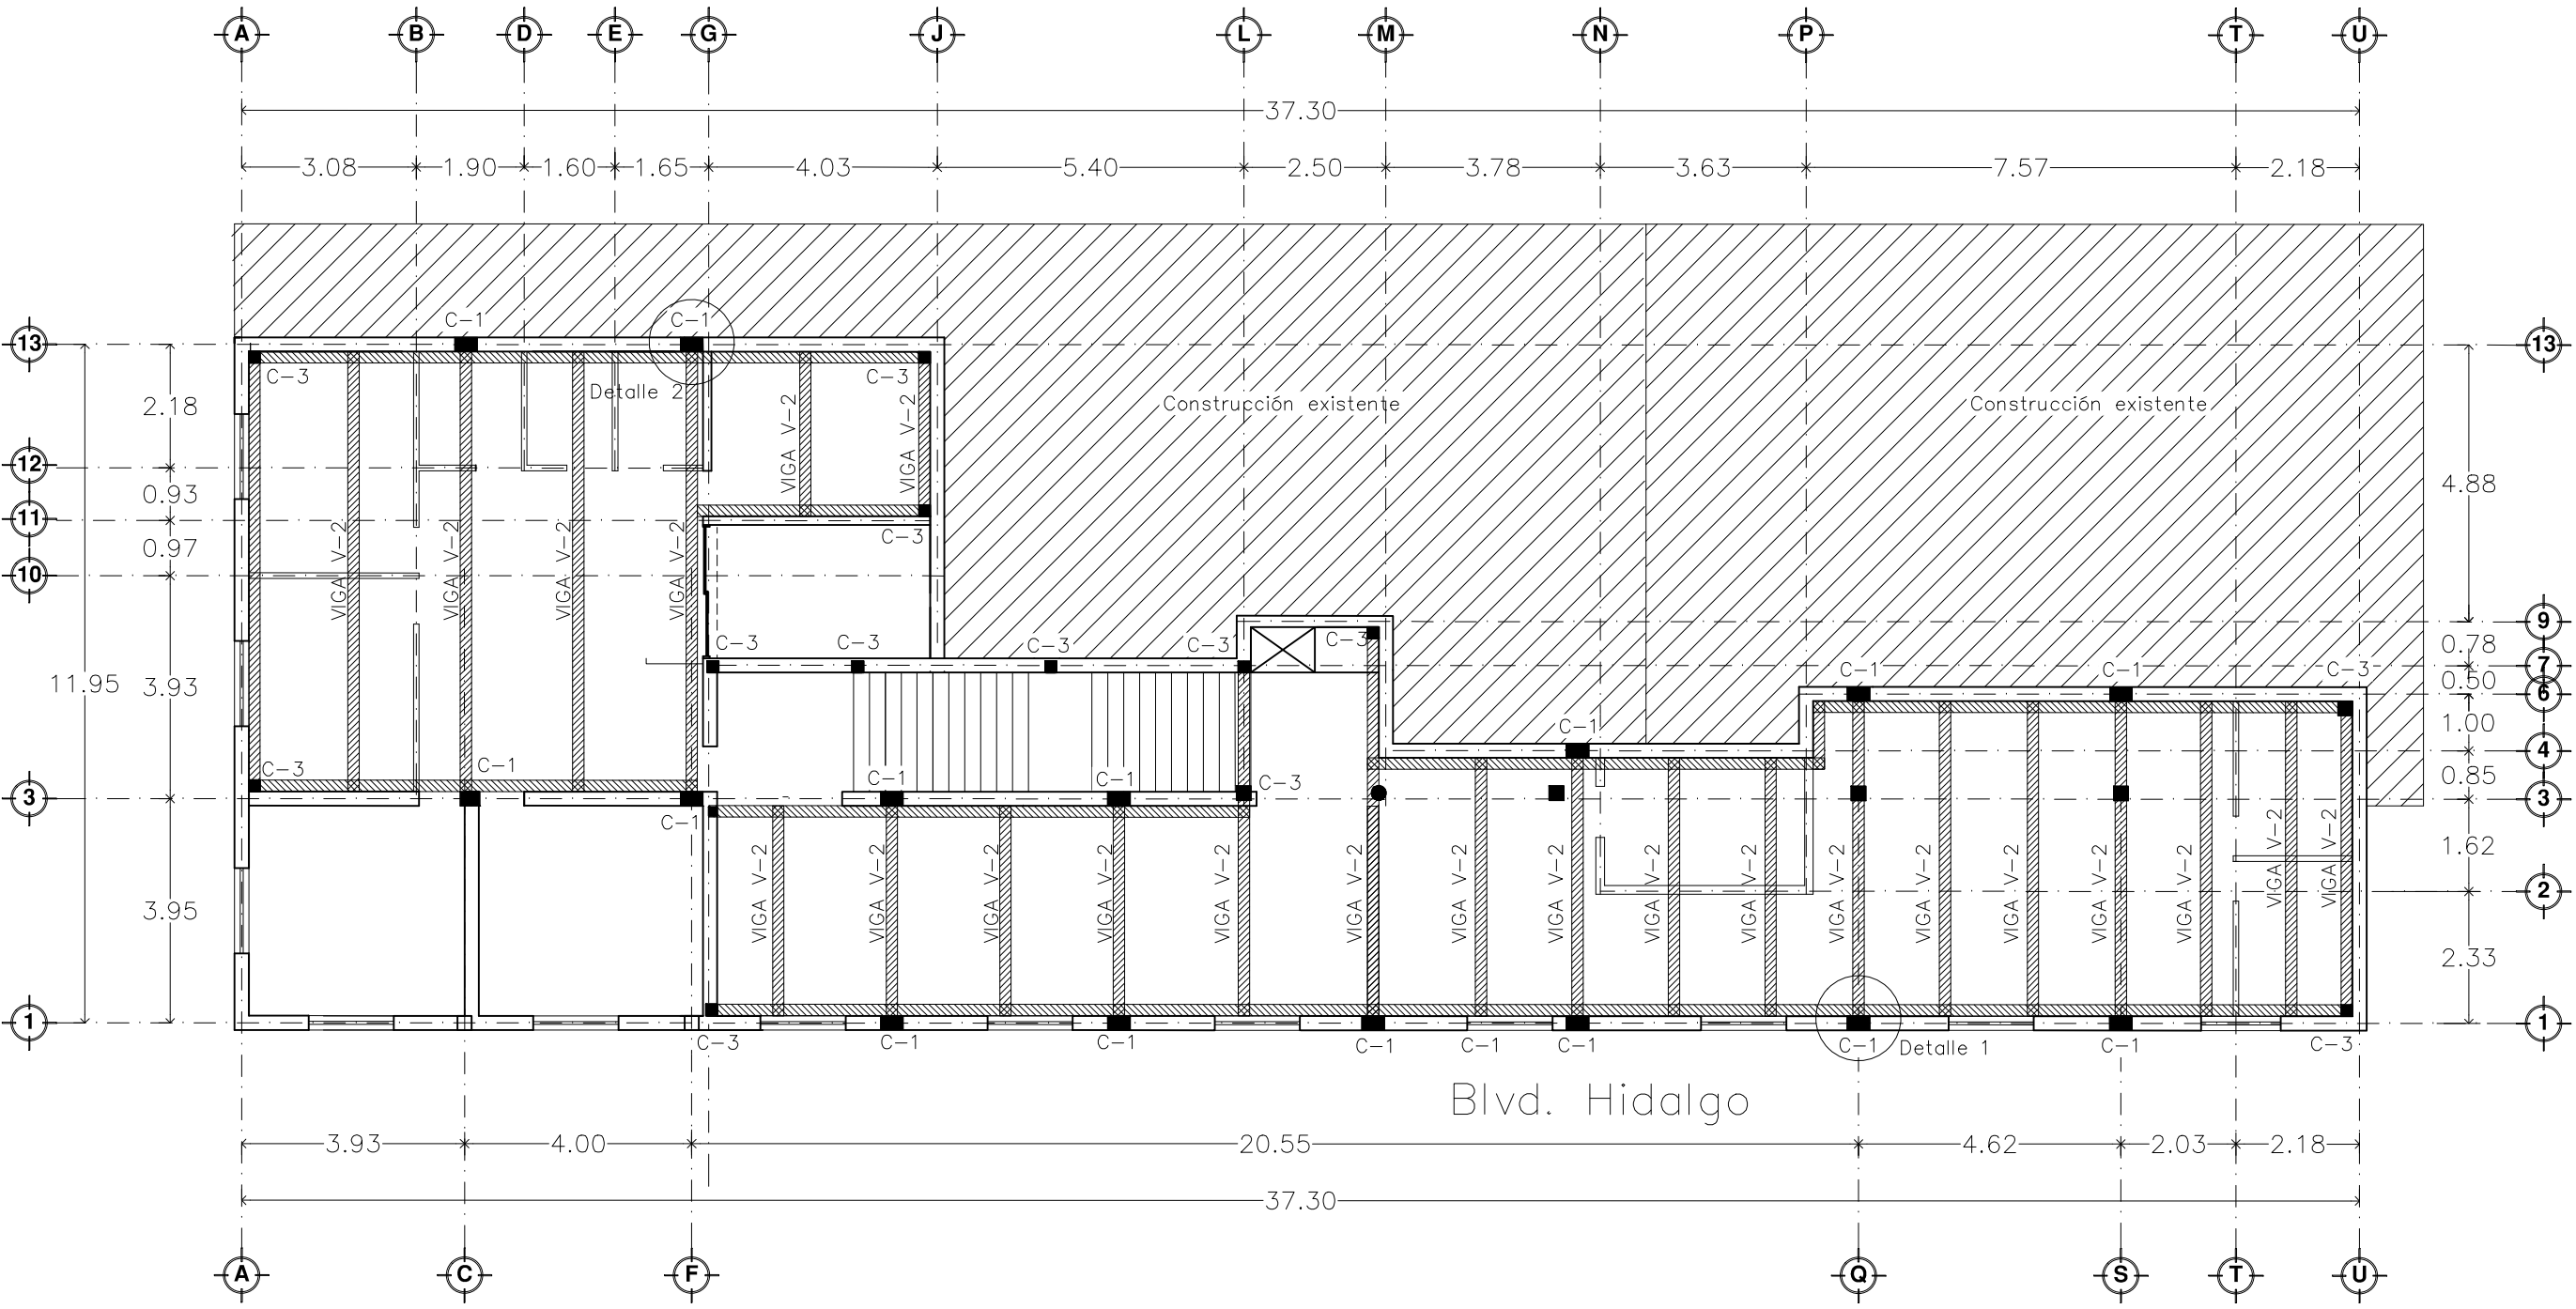 A B D E G J L M N P T U
37.30
3.08 1.90 1.60 1.65 4.03 5.40 2.50 3.78 3.63 7.57 2.18
C-1 C-1
13 13
C-3 C-3
Detalle 2
2.18
Construcción existente Construcción existente
VIGA V-2 VIGA V-2
12
0.93 4.88
11
C-3
0.97
VIGA V-2 VIGA V-2 VIGA V-2 VIGA V-2
10
9
C-3 C-3 C-3 C-3 C-3
0.78
7
C-1 C-1 C-3
11.95 3.93
0.50
6
1.00
C-1
4
C-3 C-1 C-1 C-1 C-3
0.85
3 3
C-1
1.62
VIGA V-2 VIGA V-2 VIGA V-2 VIGA V-2 VIGA V-2 VIGA V-2 VIGA V-2 VIGA V-2 VIGA V-2 VIGA V-2 VIGA V-2 VIGA V-2 VIGA V-2 VIGA V-2 VIGA V-2 VIGA V-2
2
3.95
2.33
1 1
C-3 C-1 C-1 C-1 C-1 C-1 C-1 Detalle 1 C-1 C-3
Blvd. Hidalgo
3.93 4.00 20.55 4.62 2.03 2.18
37.30
A C F Q S T U